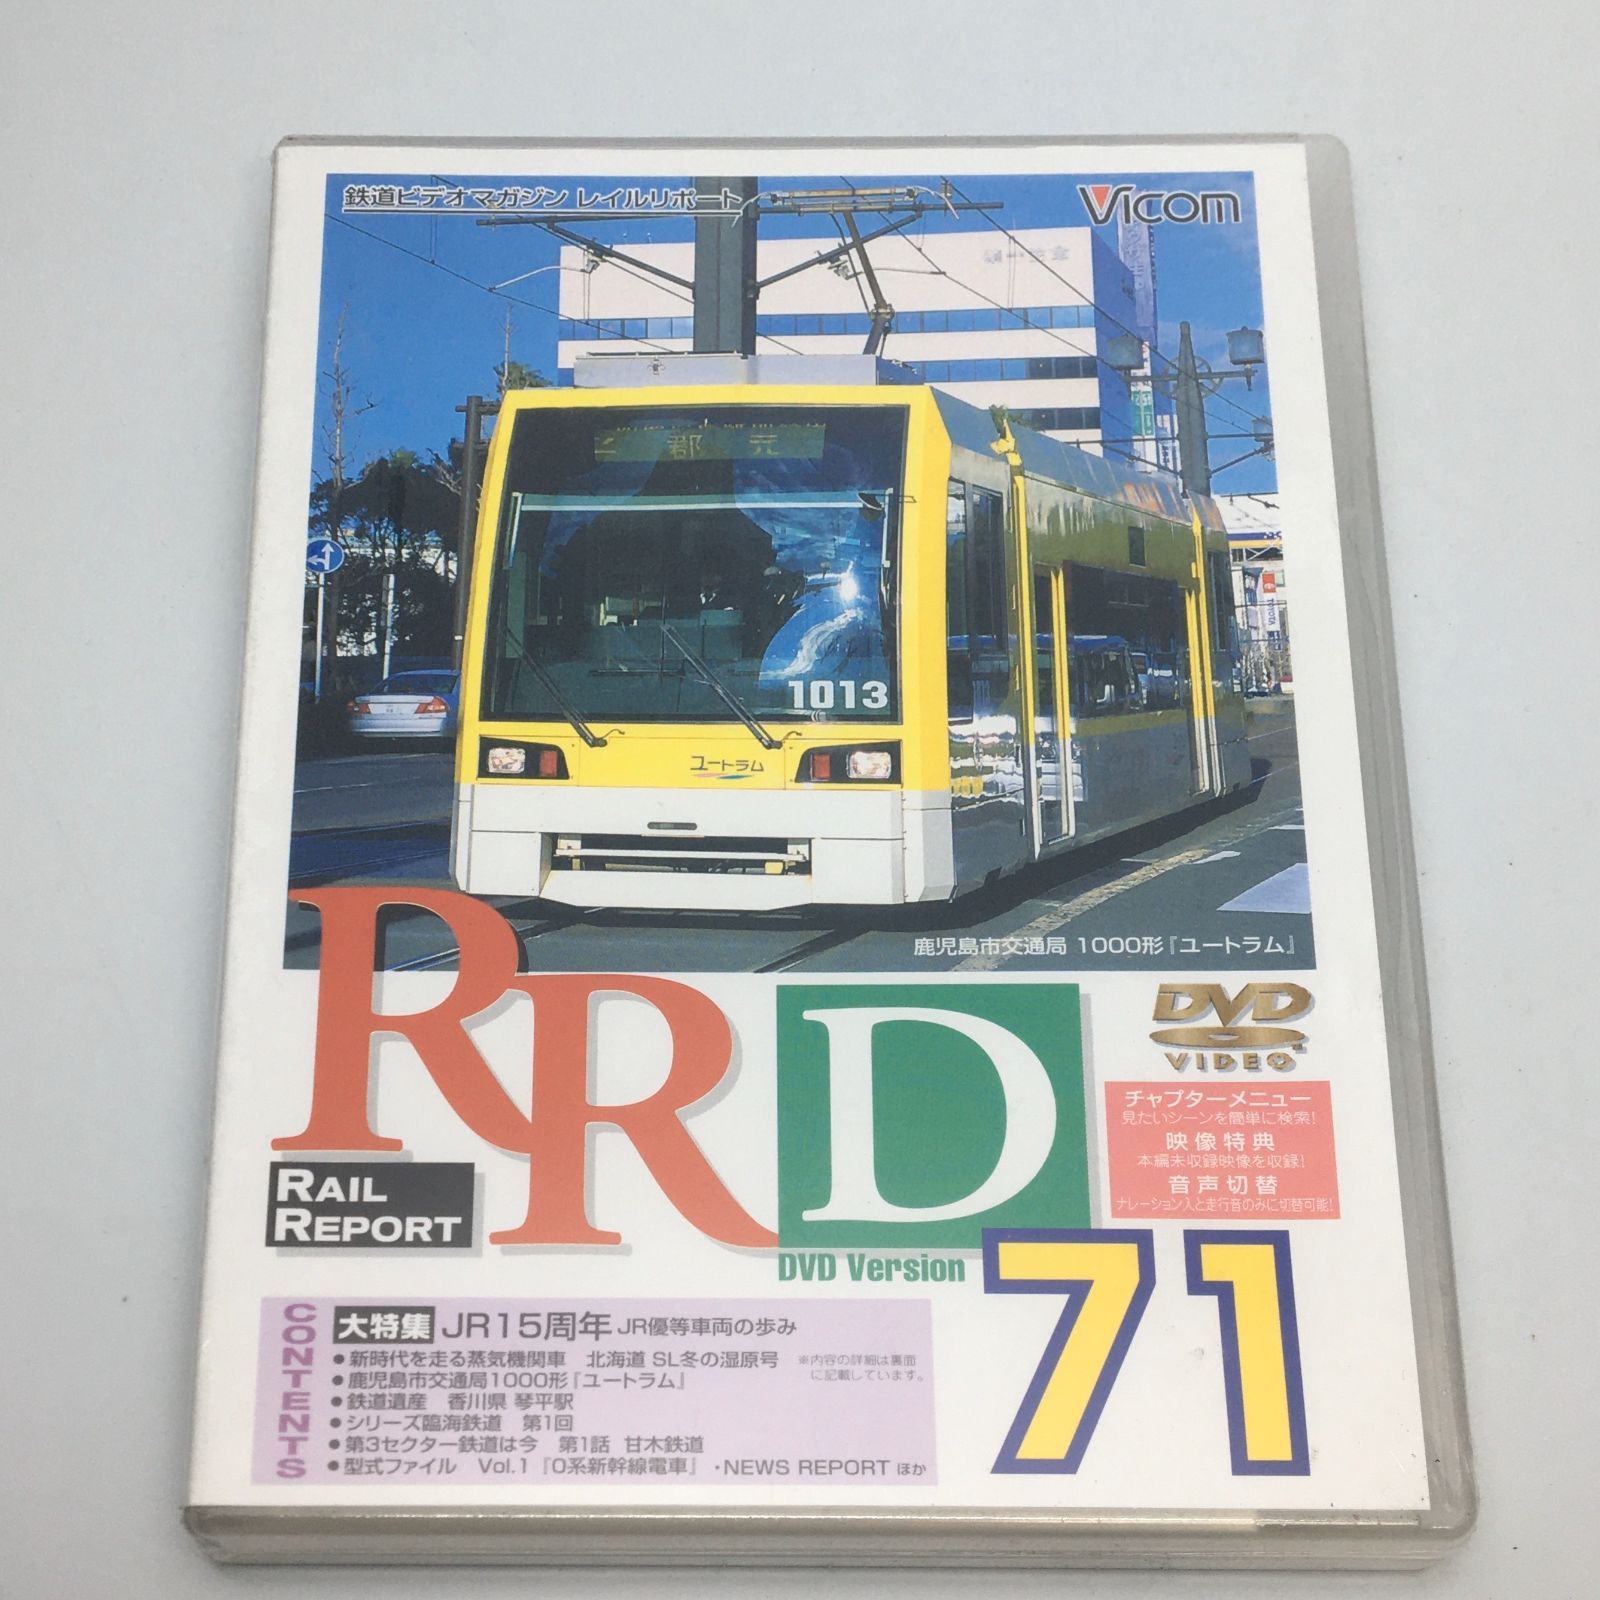 鉄道ビデオマガジン レイルリポート
Vicom
郡元
1013
ユートラム
TOYOTA
鹿児島市交通局 1000形『ユートラム』
RRD
RAIL
REPORT
DVD
VIDEO
チャプターメニュー
見たいシーンを簡単に検索!
映像特典
本編未収録映像を収録!
音声切替
ナレーション入と走行音のみに切替可能!
DVD Version
71
CONTENTS
大特集 JR15周年 JR優等車両の歩み
●新時代を走る蒸気機関車 北海道 SL冬の湿原号
●鹿児島市交通局1000形『ユートラム』
●鉄道遺産 香川県 琴平駅
●シリーズ臨海鉄道 第1回
●第3セクター鉄道は今 第1話 甘木鉄道
●型式ファイル Vol.1『0系新幹線電車』 ・NEWS REPORT ほか
※内容の詳細は裏面
に記載しています。